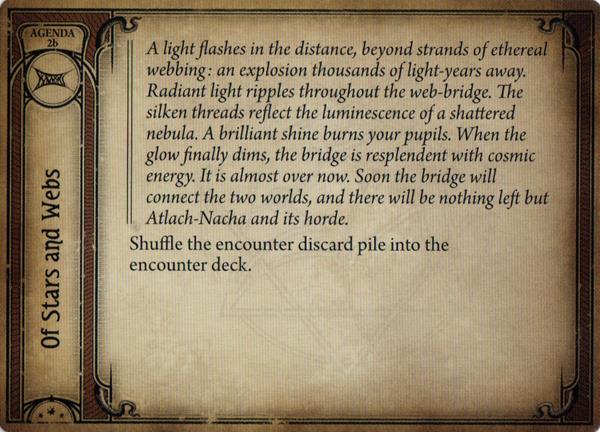 AGENDA
2b
Of Stars and Webs
A light flashes in the distance, beyond strands of ethereal
webbing: an explosion thousands of light-years away.
Radiant light ripples throughout the web-bridge. The
silken threads reflect the luminescence of a shattered
nebula. A brilliant shine burns your pupils. When the
glow finally dims, the bridge is resplendent with cosmic
energy. It is almost over now. Soon the bridge will
connect the two worlds, and there will be nothing left but
Atlach-Nacha and its horde.
Shuffle the encounter discard pile into the
encounter deck.